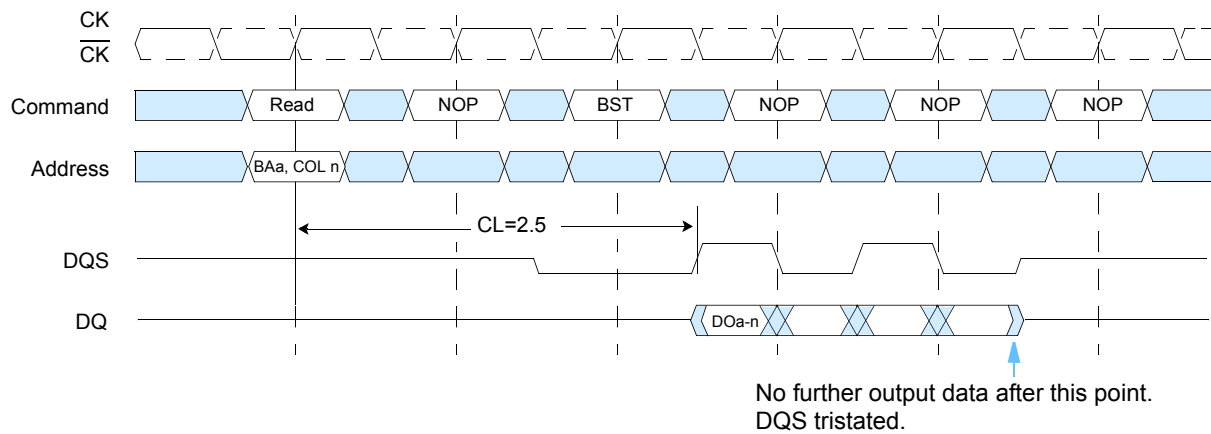 CK
CK
Command Read NOP BST NOP NOP NOP
Address BAa, COL n
CL=2.5
DQS
DQ DOa-n
No further output data after this point.
DQS tristated.